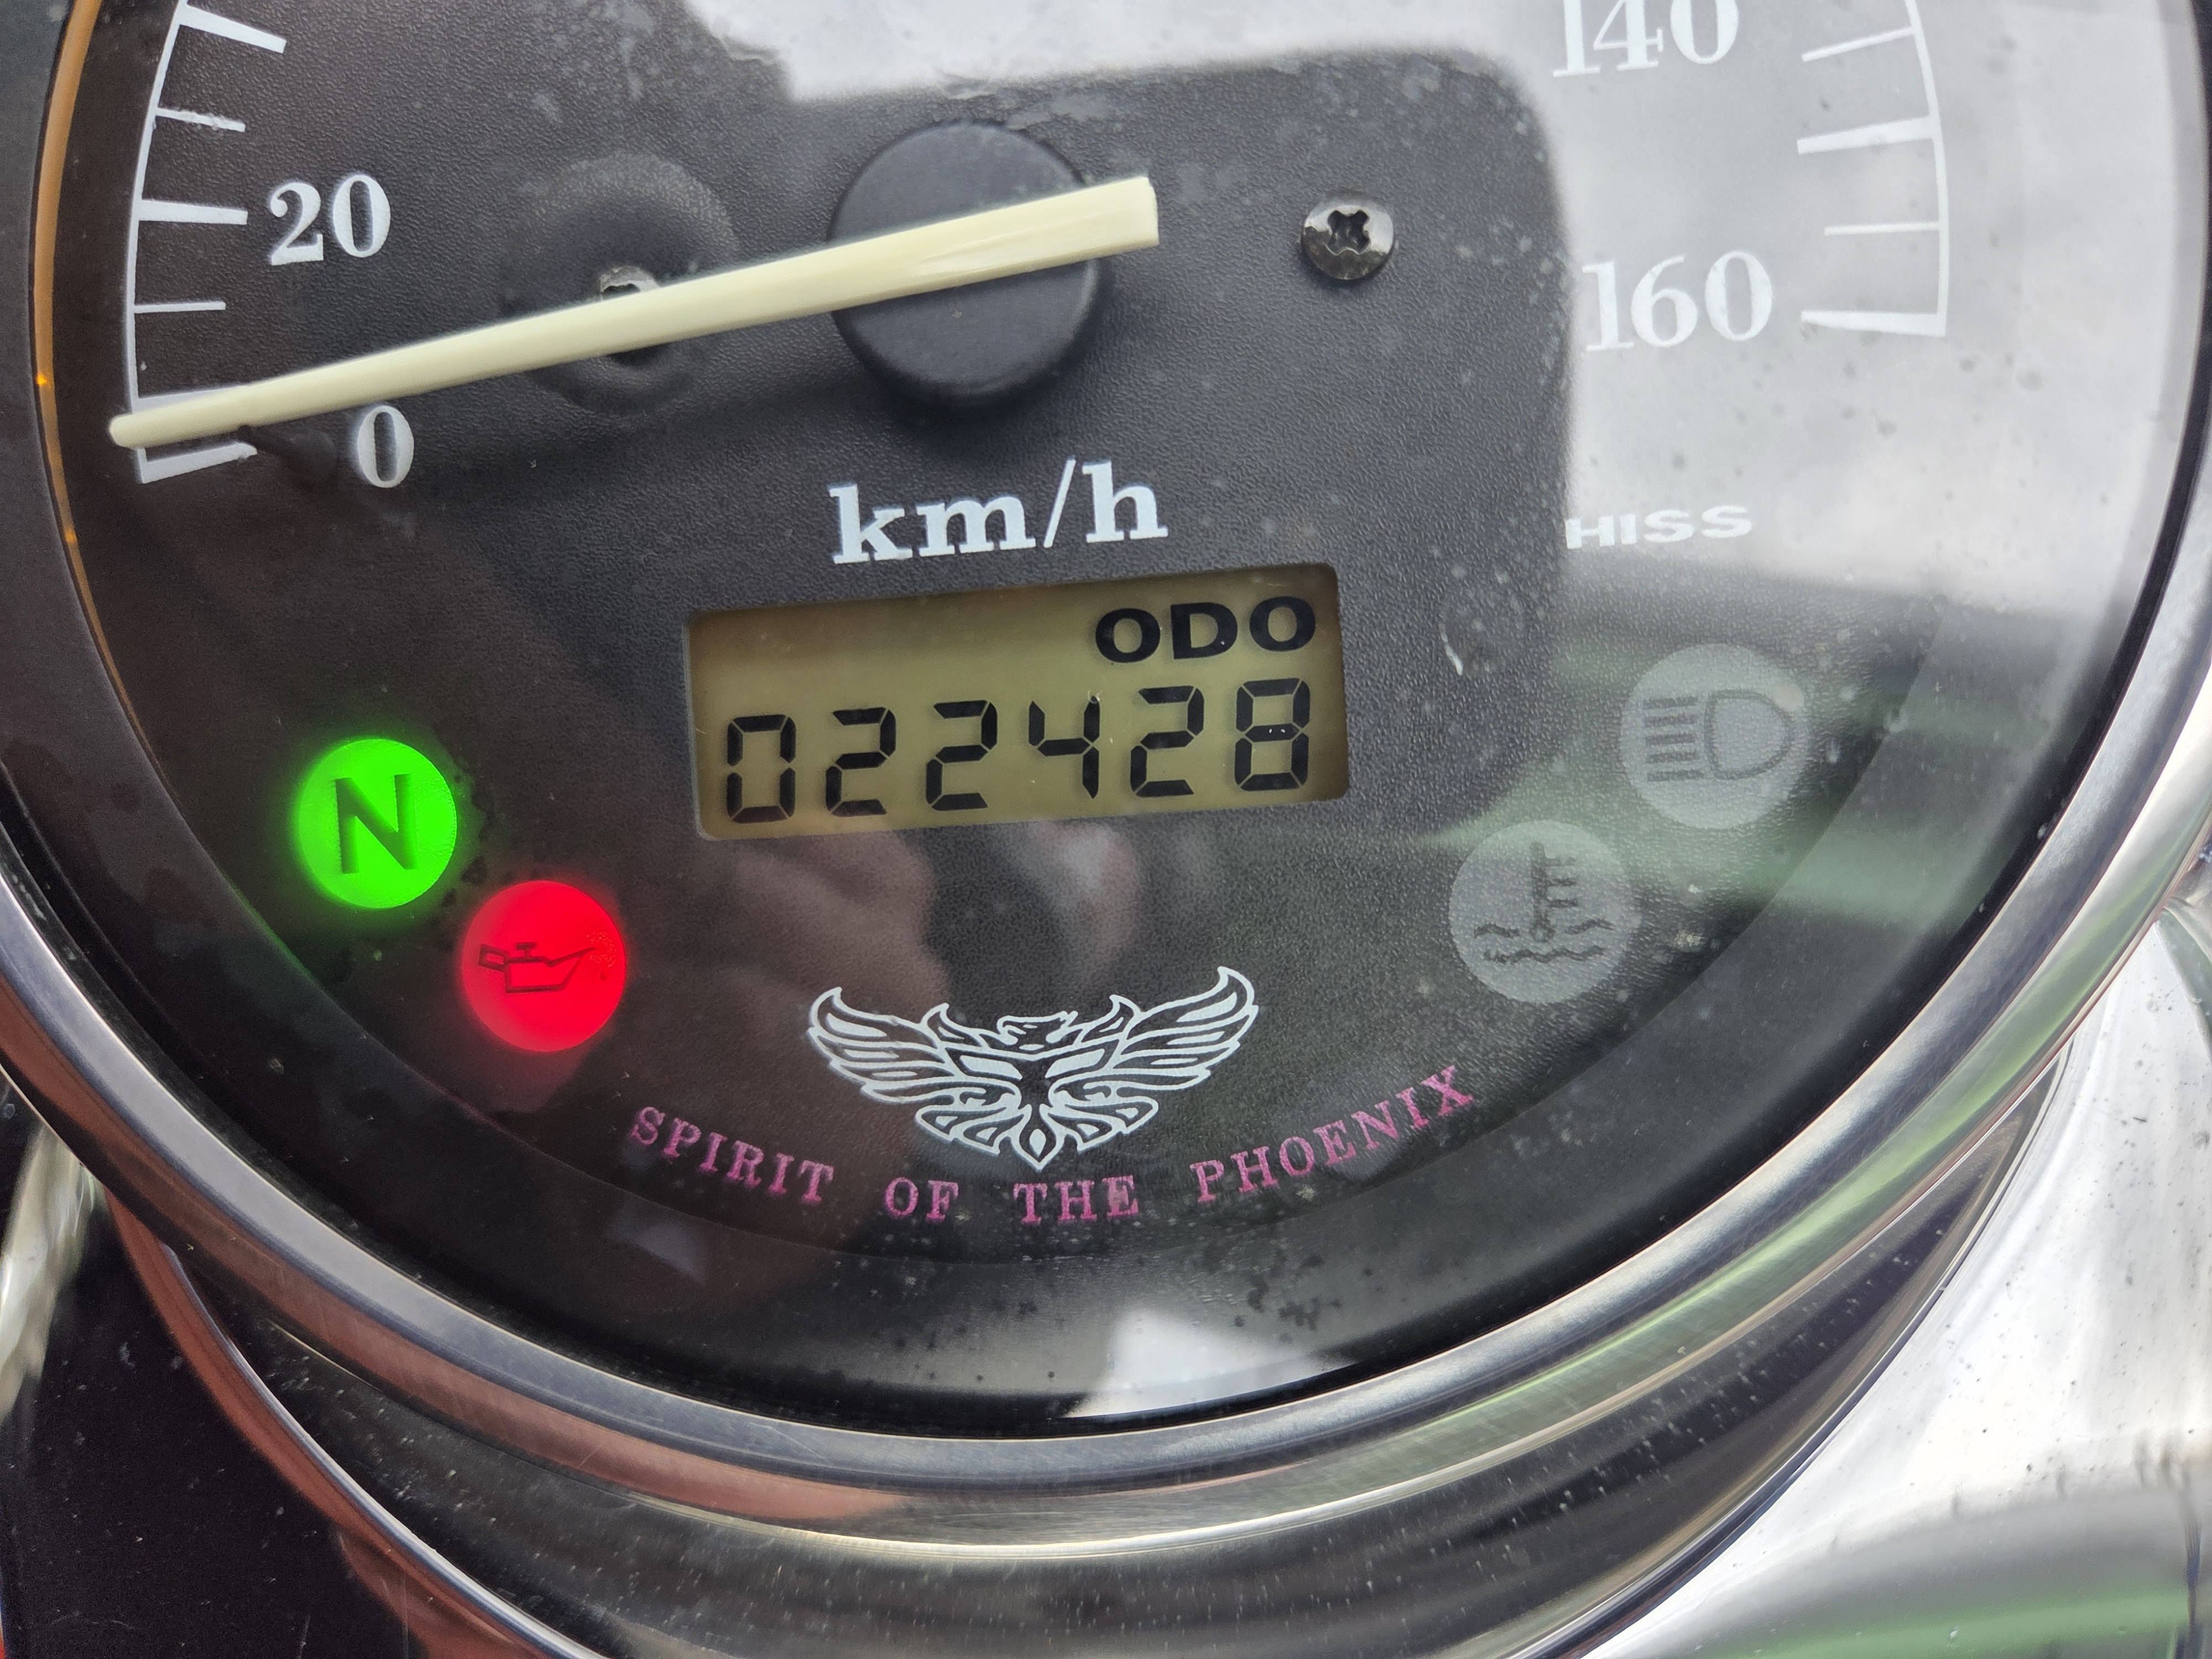 140
20
160
0
km/h
HISS
ODO
022428
N
SPIRIT OF THE PHOENIX